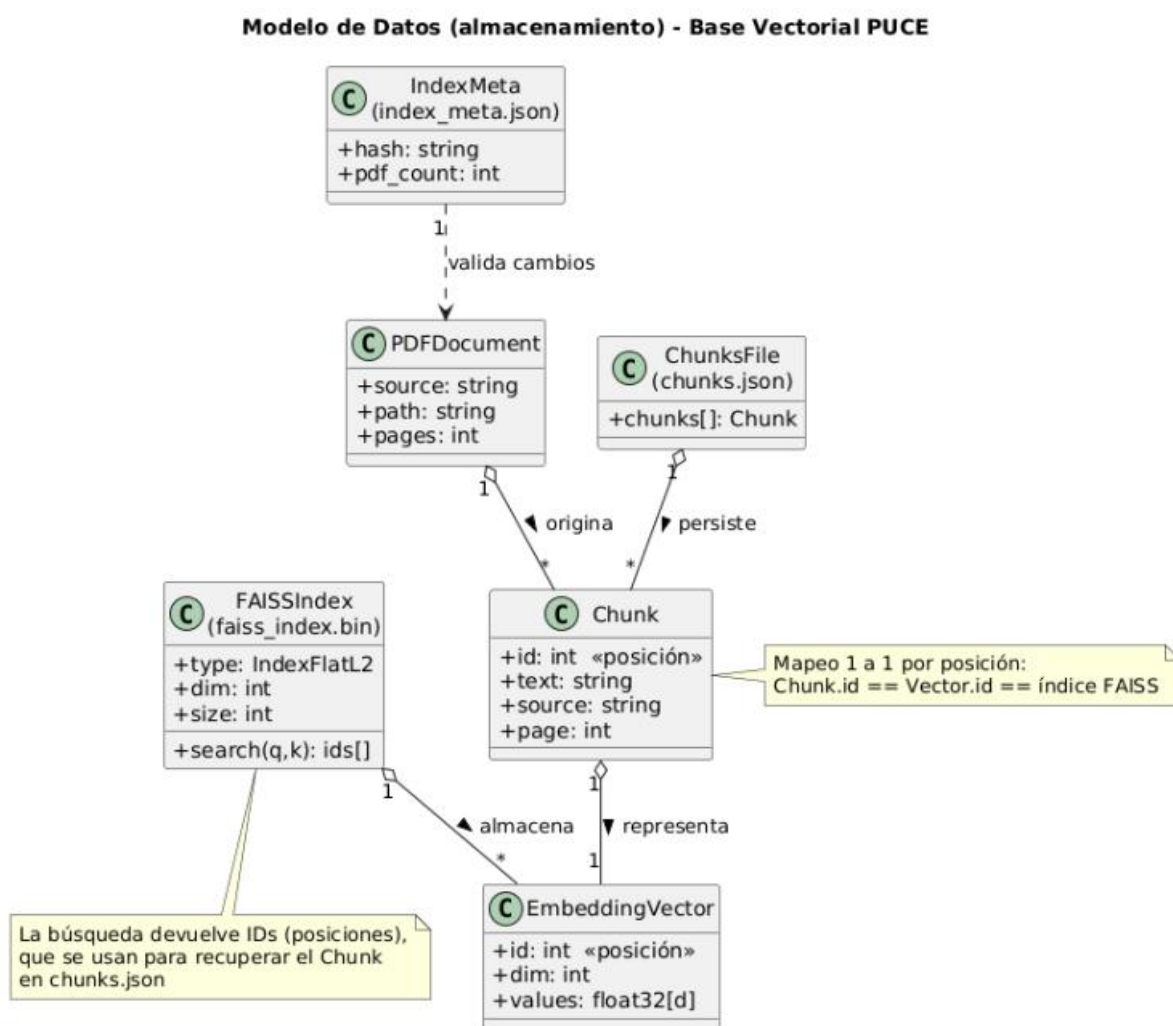 Modelo de Datos (almacenamiento) - Base Vectorial PUCE
C
IndexMeta
(index_meta.json)
+hash: string
+pdf_count: int
1
valida cambios
C
PDFDocument
+source: string
+path: string
+pages: int
C
ChunksFile
(chunks.json)
+chunks[]: Chunk
1
1
origina
persiste
*
*
C
FAISSIndex
(faiss_index.bin)
+type: IndexFlatL2
+dim: int
+size: int
+search(q,k): ids[]
C
Chunk
+id: int «posición»
+text: string
+source: string
+page: int
Mapeo 1 a 1 por posición:
Chunk.id == Vector.id == índice FAISS
1
1
almacena
representa
*
1
La búsqueda devuelve IDs (posiciones),
que se usan para recuperar el Chunk
en chunks.json
C
EmbeddingVector
+id: int «posición»
+dim: int
+values: float32[d]